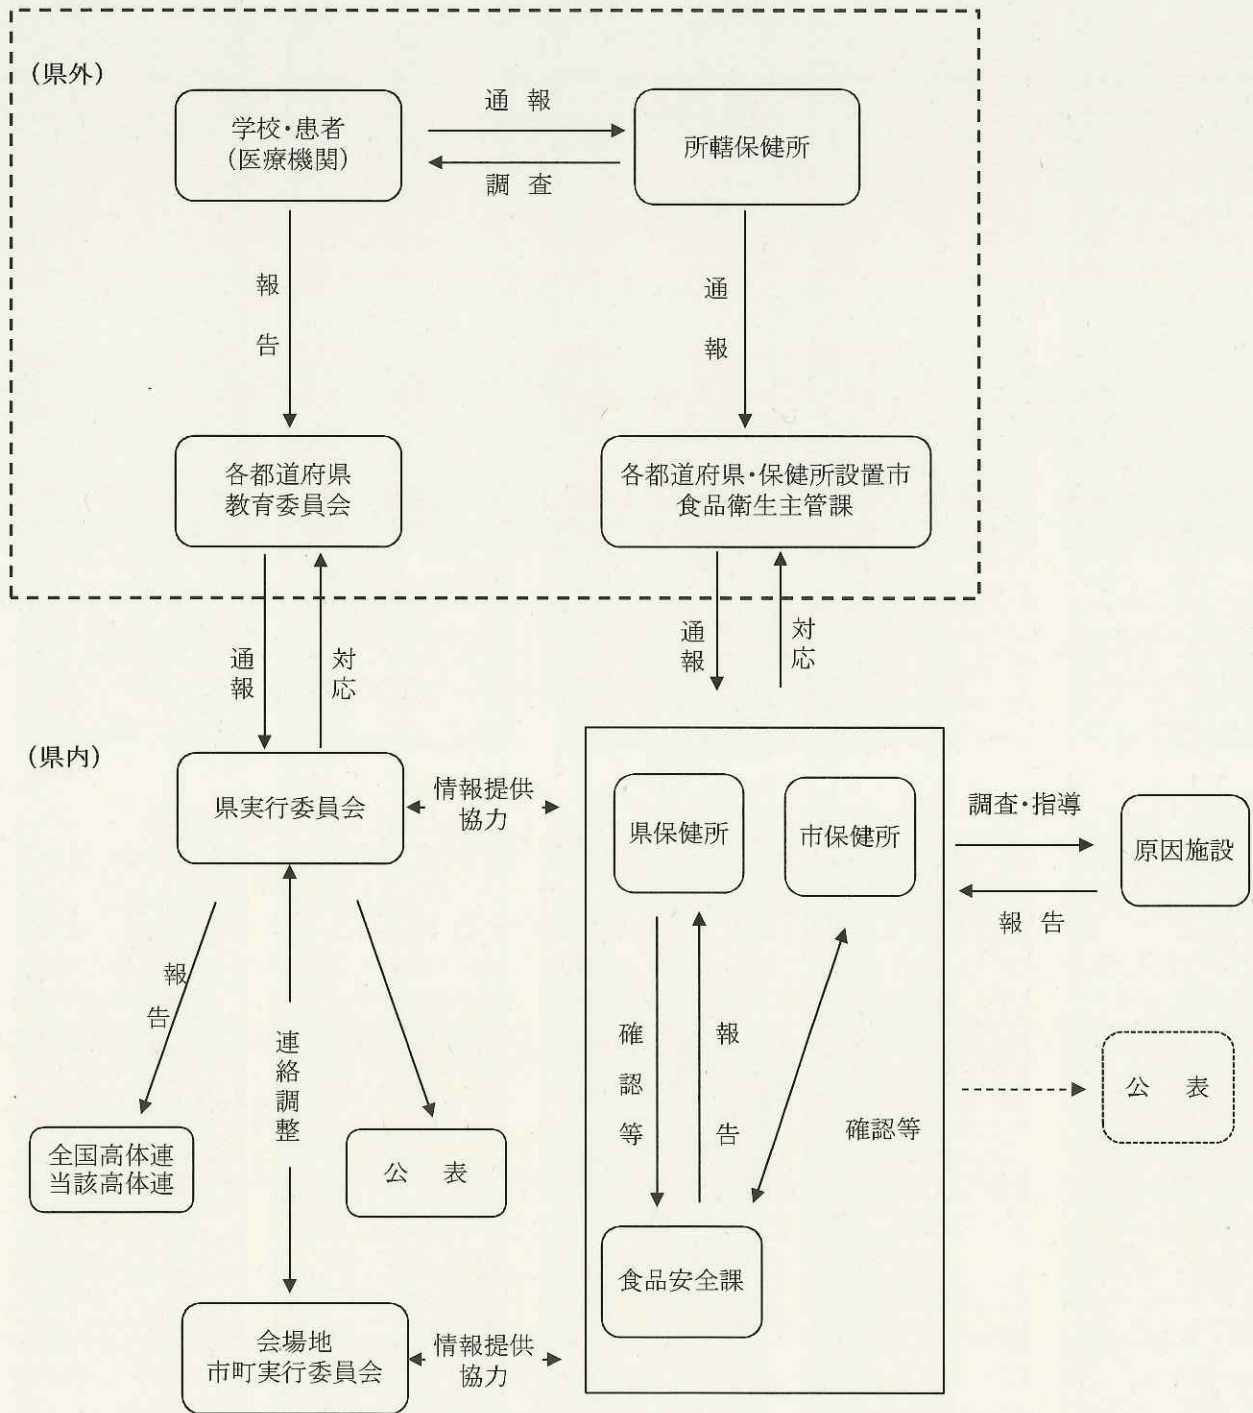 (県外)
学校・患者
(医療機関)
通報
調査
所轄保健所
報告
通報
各都道府県
教育委員会
各都道府県・保健所設置市
食品衛生主管課
通報
対応
通報
対応
(県内)
県実行委員会
情報提供
協力
県保健所
市保健所
調査・指導
報告
原因施設
報告
連絡調整
確認等
報告
確認等
公表
全国高体連
当該高体連
公表
食品安全課
会場地
市町実行委員会
情報提供
協力